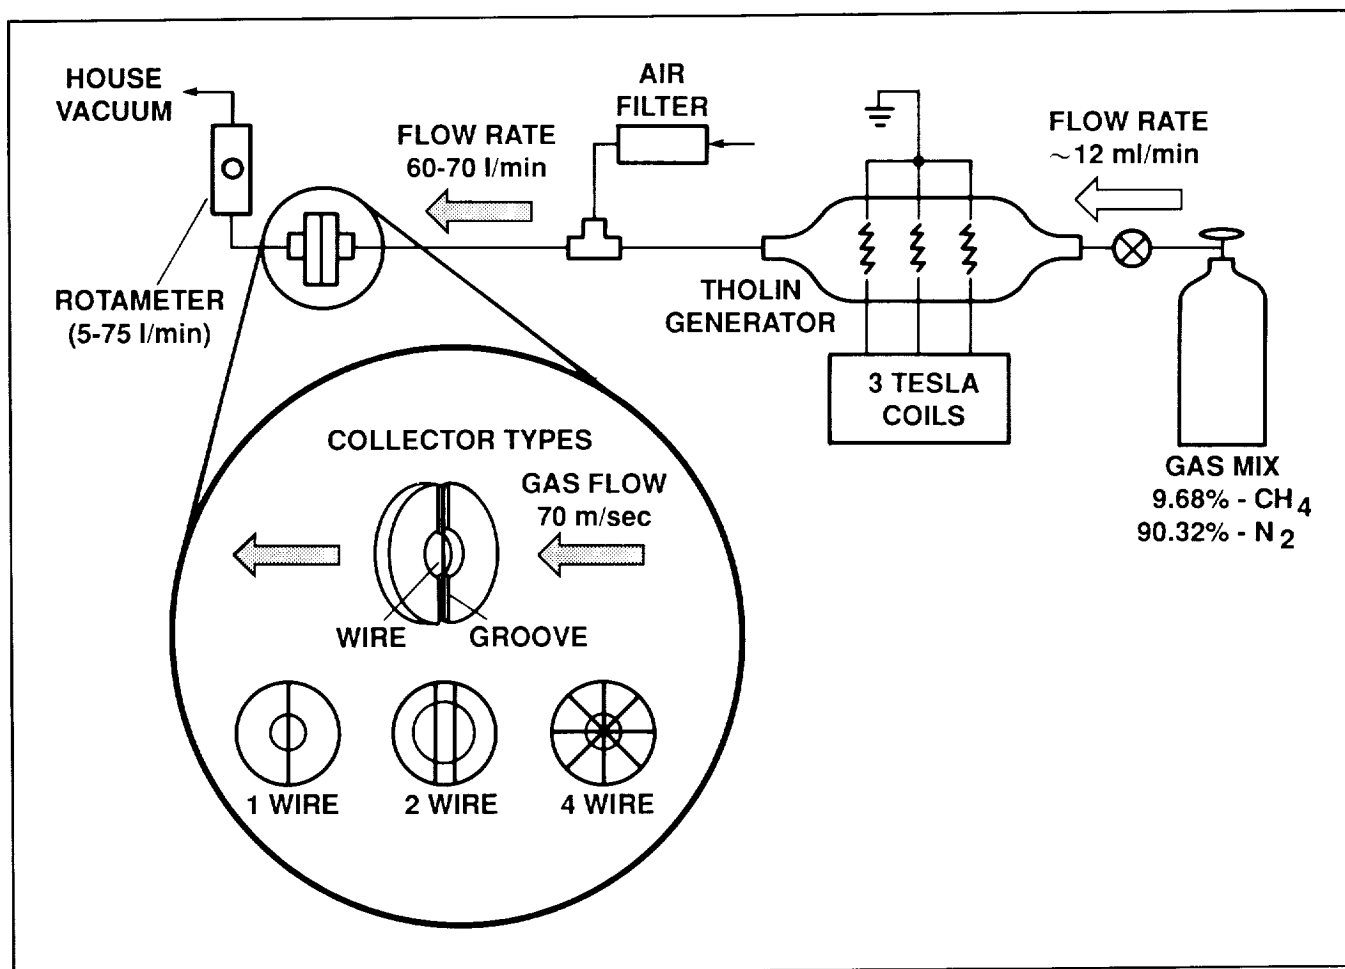 HOUSE
VACUUM
AIR
FILTER
FLOW RATE
60-70 l/min
FLOW RATE
~12 ml/min
ROTAMETER
(5-75 l/min)
THOLIN
GENERATOR
3 TESLA
COILS
GAS MIX
9.68% - CH4
90.32% - N2
COLLECTOR TYPES
GAS FLOW
70 m/sec
WIRE
GROOVE
1 WIRE
2 WIRE
4 WIRE